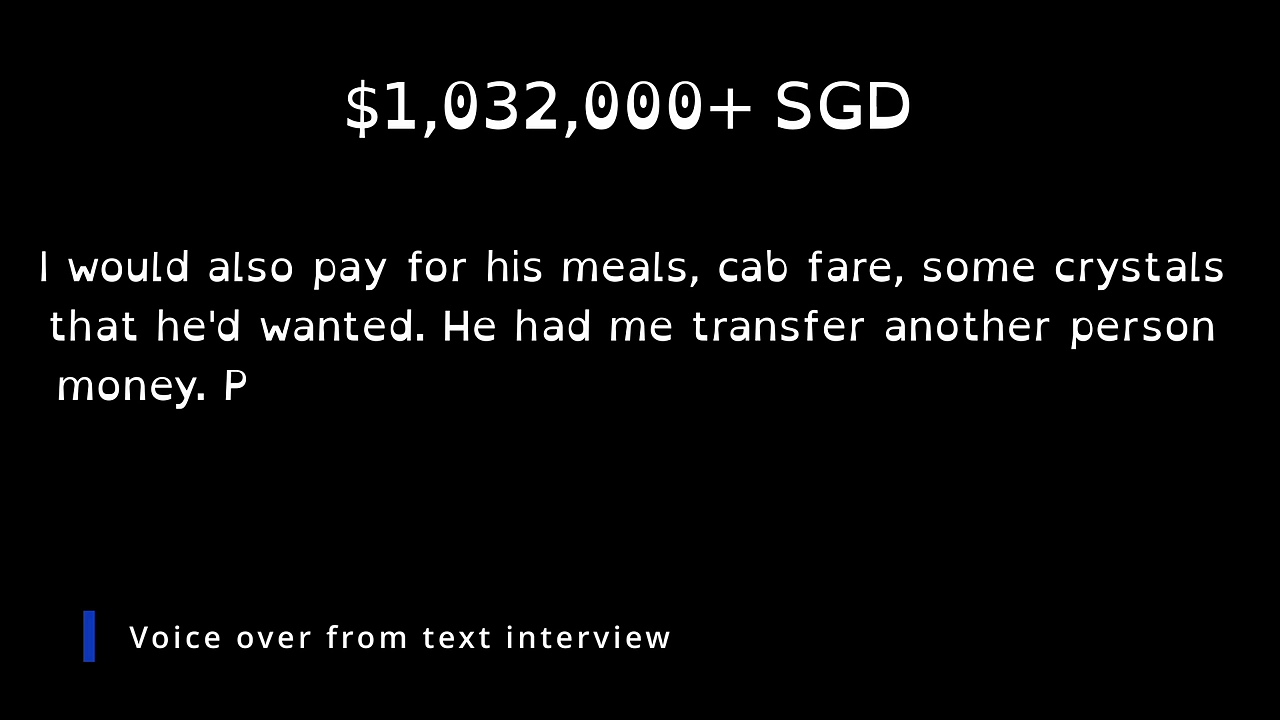 $1,032,000+ SGD
I would also pay for his meals, cab fare, some crystals
that he'd wanted. He had me transfer another person
money. P
Voice over from text interview